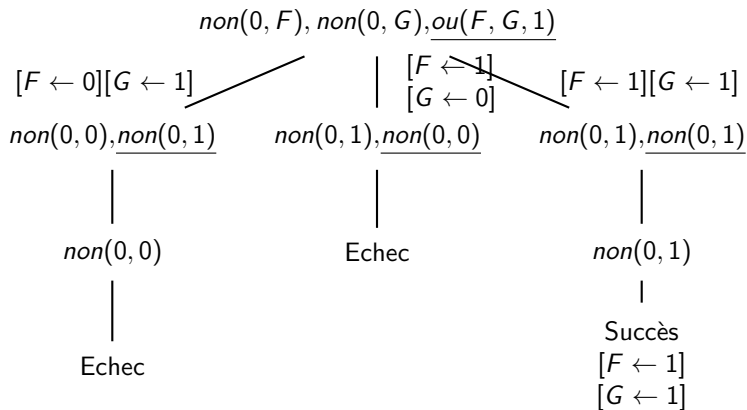 non(0, F), non(0, G),ou(F, G, 1)
[F ← 0][G ← 1]
[F ← 1]
[G ← 0]
[F ← 1][G ← 1]
non(0, 0),non(0, 1)
non(0, 1),non(0, 0)
non(0, 1),non(0, 1)
non(0, 0)
Echec
non(0, 1)
Echec
Succès
[F ← 1]
[G ← 1]